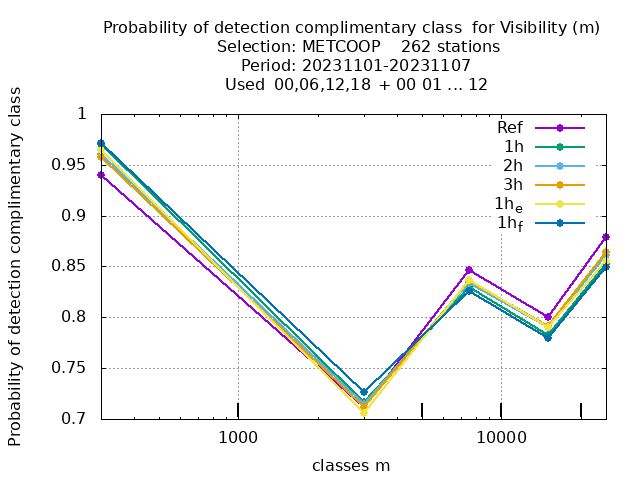 Probability of detection complimentary class  for Visibility (m)
Selection: METCOOP    262 stations
Period: 20231101-20231107
Used  00,06,12,18 + 00 01 ... 12
Probability of detection complimentary class
1
0.95
0.9
0.85
0.8
0.75
0.7
Ref
1h
2h
3h
1he
1hf
1000
10000
classes m